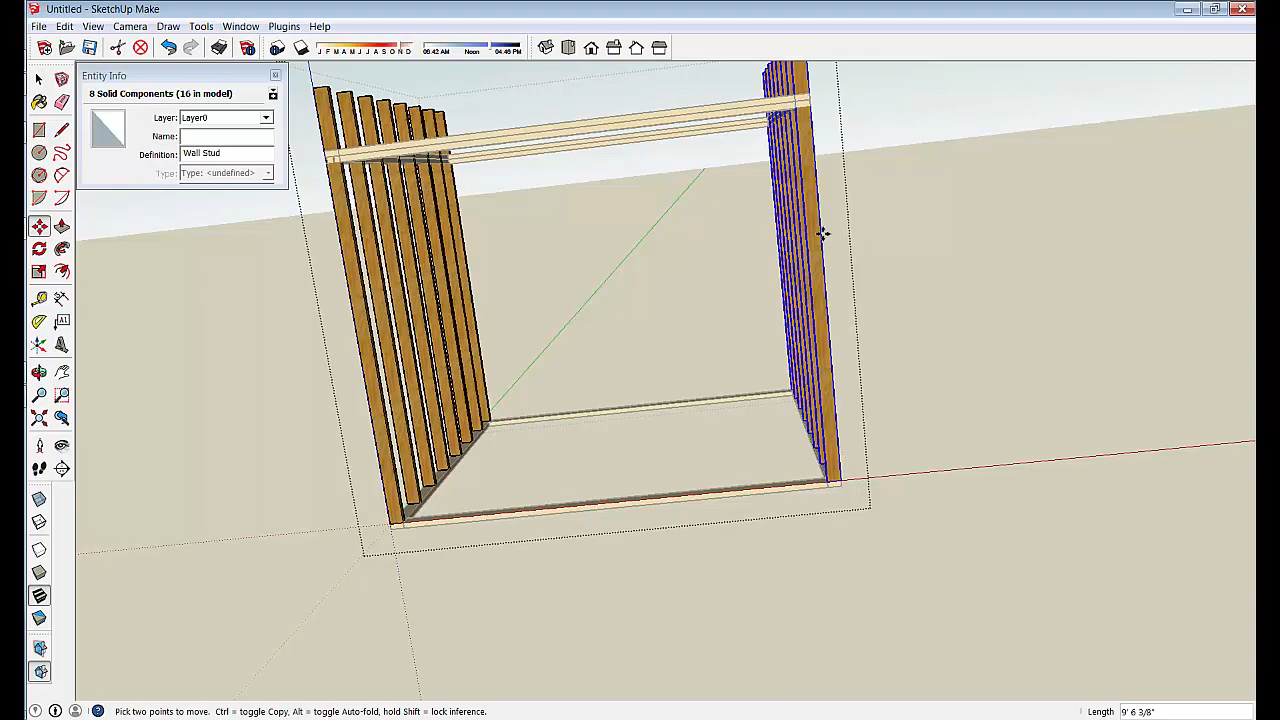 Untitled - SketchUp Make
File Edit View Camera Draw Tools Window Plugins Help
J F M A M J J A S O N D
06:42 AM Noon 04:46 PM
Entity Info
8 Solid Components (16 in model)
Layer: Layer0
Name:
Definition: Wall Stud
Type: Type: <undefined>
Pick two points to move. Ctrl = toggle Copy, Alt = toggle Auto-fold, hold Shift = lock inference.
Length 9' 6 3/8"